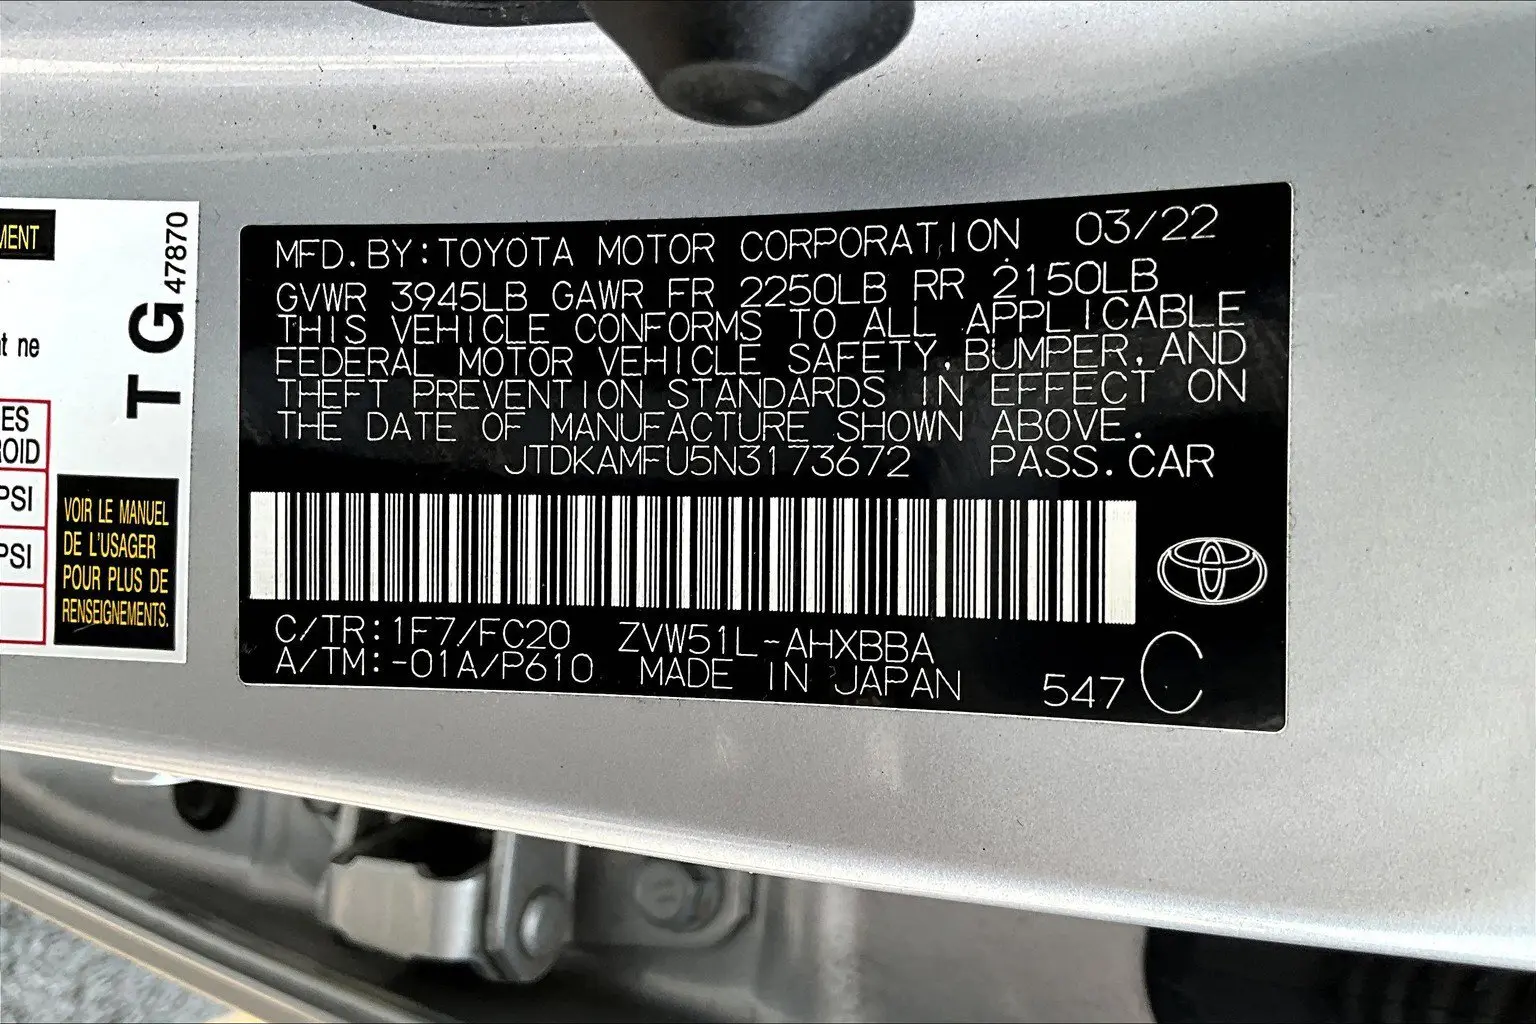 MENT
t ne
ES
OID
PSI
PSI
T G 47870
VOIR LE MANUEL
DE L'USAGER
POUR PLUS DE
RENSEIGNEMENTS.
MFD. BY: TOYOTA MOTOR CORPORATION 03/22
GVWR 3945LB GAWR FR 2250LB RR 2150LB
THIS VEHICLE CONFORMS TO ALL APPLICABLE
FEDERAL MOTOR VEHICLE SAFETY, BUMPER, AND
THEFT PREVENTION STANDARDS IN EFFECT ON
THE DATE OF MANUFACTURE SHOWN ABOVE.
JTDKAMFU5N3173672 PASS. CAR
C/TR: 1F7/FC20 ZVW51L-AHXBBA
A/TM: -01A/P610 MADE IN JAPAN 547 C